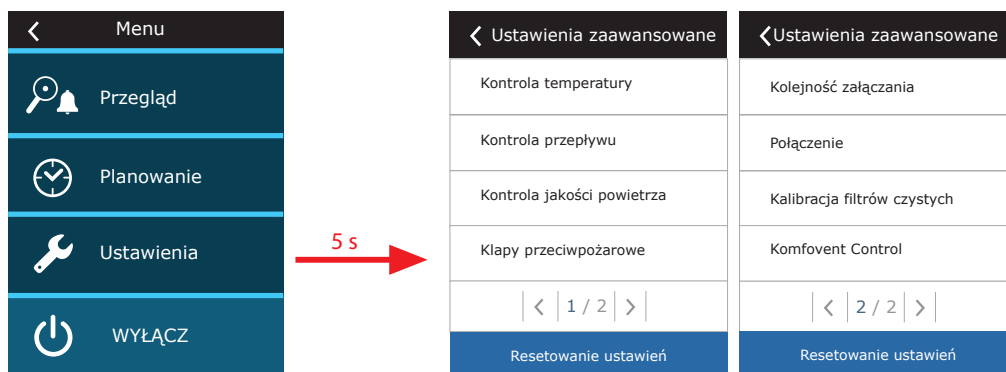 Menu
Przegląd
Planowanie
Ustawienia
WYŁĄCZ
5 s
Ustawienia zaawansowane
Kontrola temperatury
Kontrola przepływu
Kontrola jakości powietrza
Klapy przeciwpożarowe
1 / 2
Resetowanie ustawień
Ustawienia zaawansowane
Kolejność załączania
Połączenie
Kalibracja filtrów czystych
Komfovent Control
2 / 2
Resetowanie ustawień